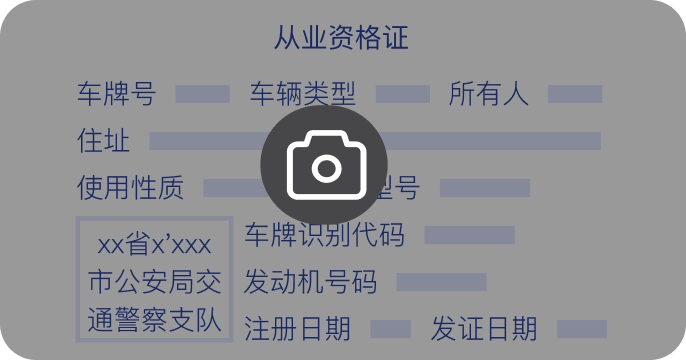 从业资格证
车牌号 车辆类型 所有人
住址
使用性质 型号
xx省x’xxx
市公安局交
通警察支队
车牌识别代码
发动机号码
注册日期 发证日期